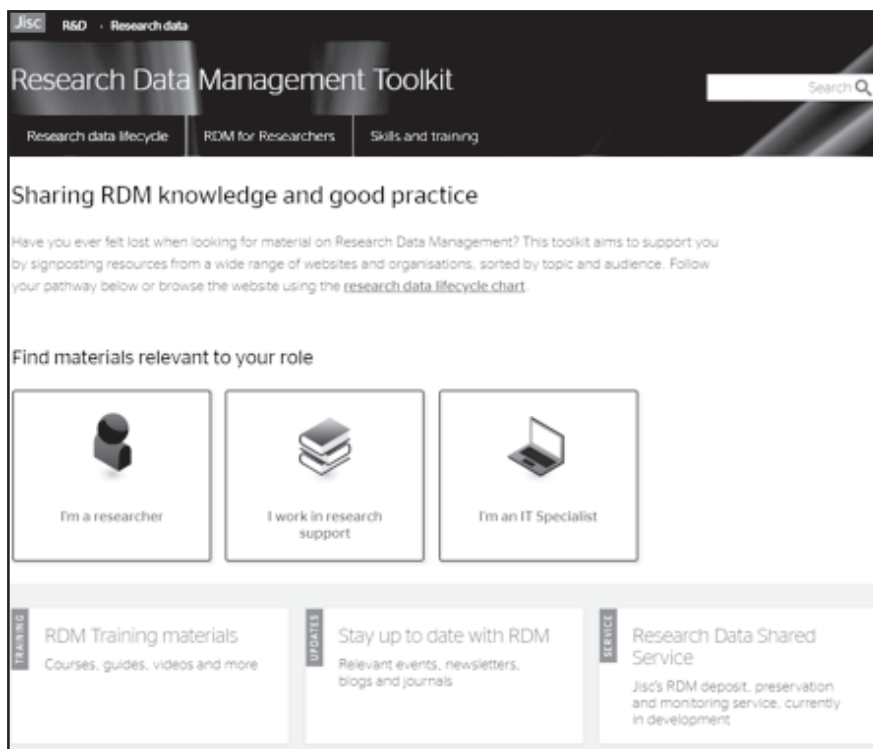 Jisc R&D › Research data
Research Data Management Toolkit
Search
Research data lifecycle RDM for Researchers Skills and training
Sharing RDM knowledge and good practice
Have you ever felt lost when looking for material on Research Data Management? This toolkit aims to support you
by signposting resources from a wide range of websites and organisations, sorted by topic and audience. Follow
your pathway below or browse the website using the research data lifecycle chart.
Find materials relevant to your role
I'm a researcher
I work in research
support
I'm an IT Specialist
TRAINING
RDM Training materials
Courses, guides, videos and more
UPDATES
Stay up to date with RDM
Relevant events, newsletters,
blogs and journals
SERVICE
Research Data Shared
Service
Jisc's RDM deposit, preservation
and monitoring service, currently
in development